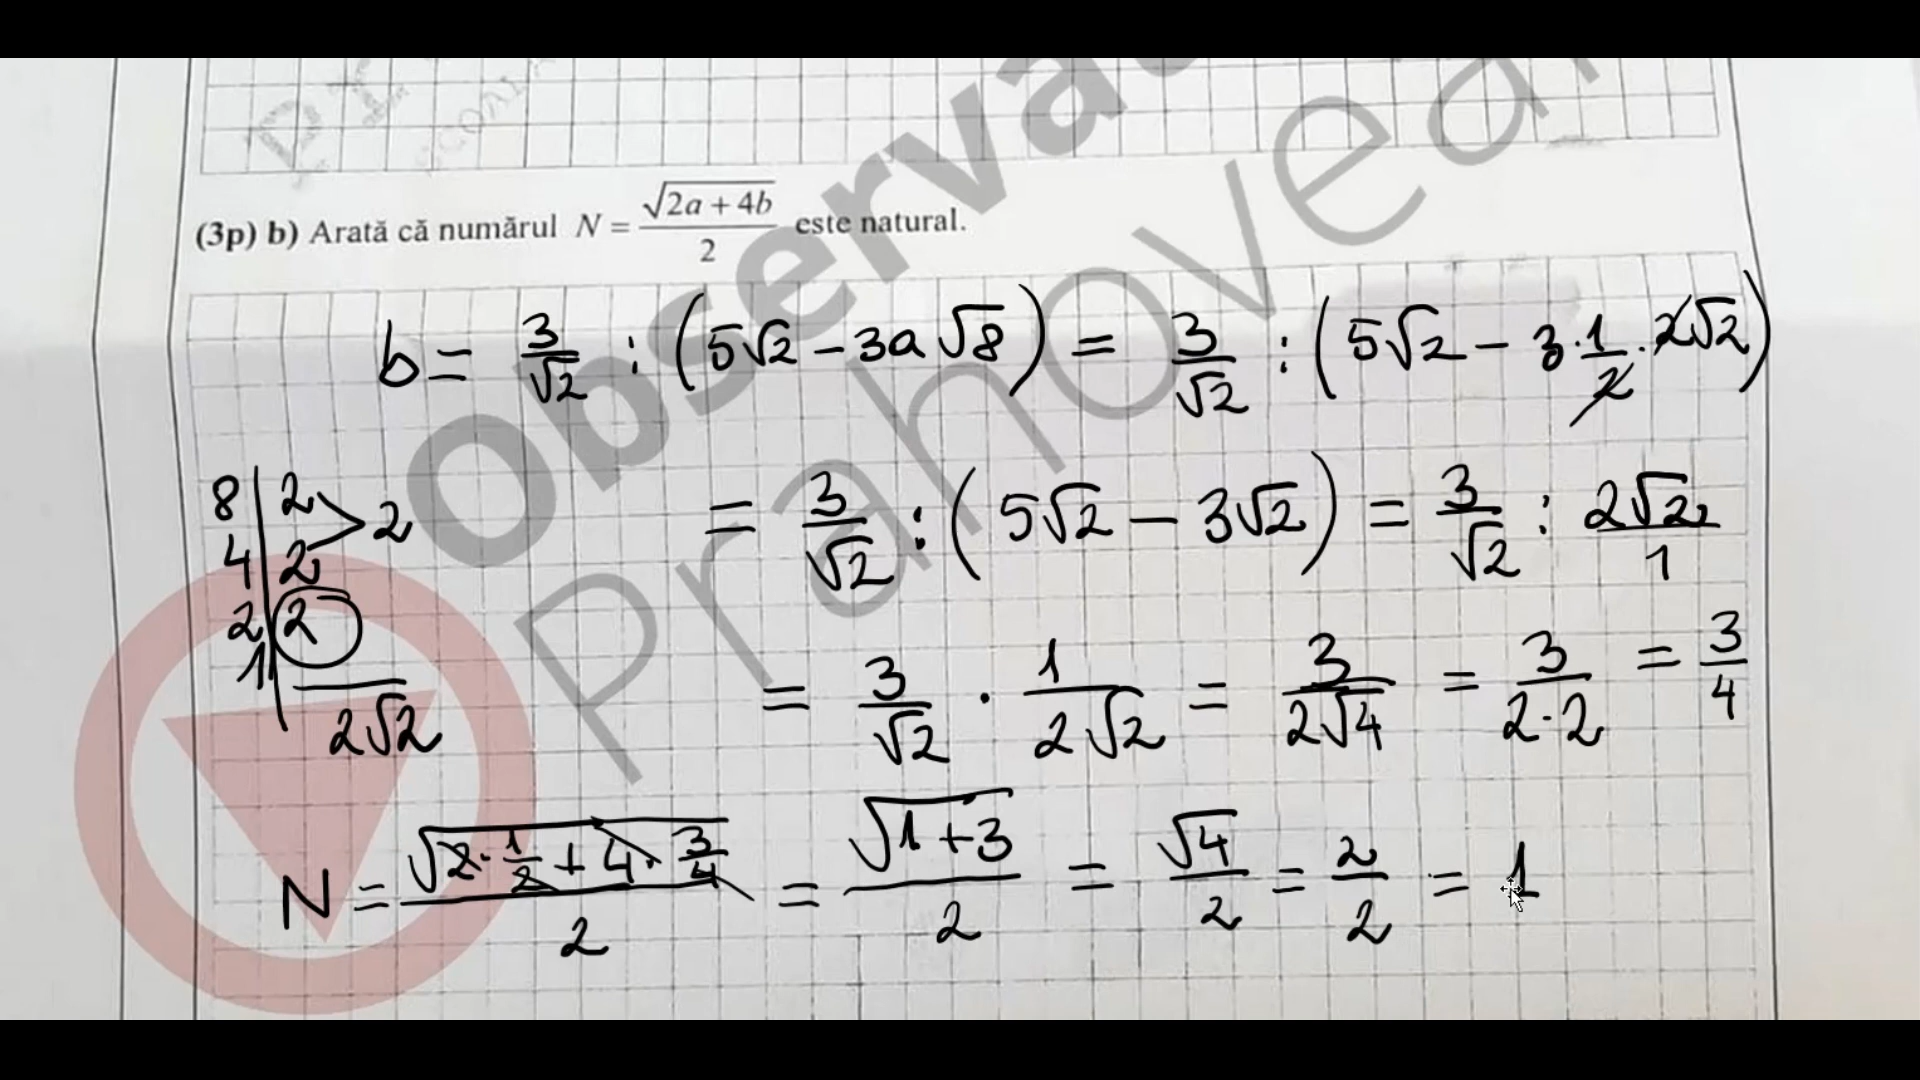 (3p) b) Arată că numărul N = √(2a + 4b) / 2 este natural.
b = 3/√2 : (5√2 − 3a√8) = 3/√2 : (5√2 − 3·1/2·2√2)
8 | 2 > 2
4 | 2
2 | 2
1 |
2√2
= 3/√2 : (5√2 − 3√2) = 3/√2 : 2√2/1
= 3/√2 · 1/2√2 = 3/2√4 = 3/2·2 = 3/4
N = √(2·1/2 + 4·3/4) / 2 = √(1+3) / 2 = √4/2 = 2/2 = 1
Observat
Prahovean